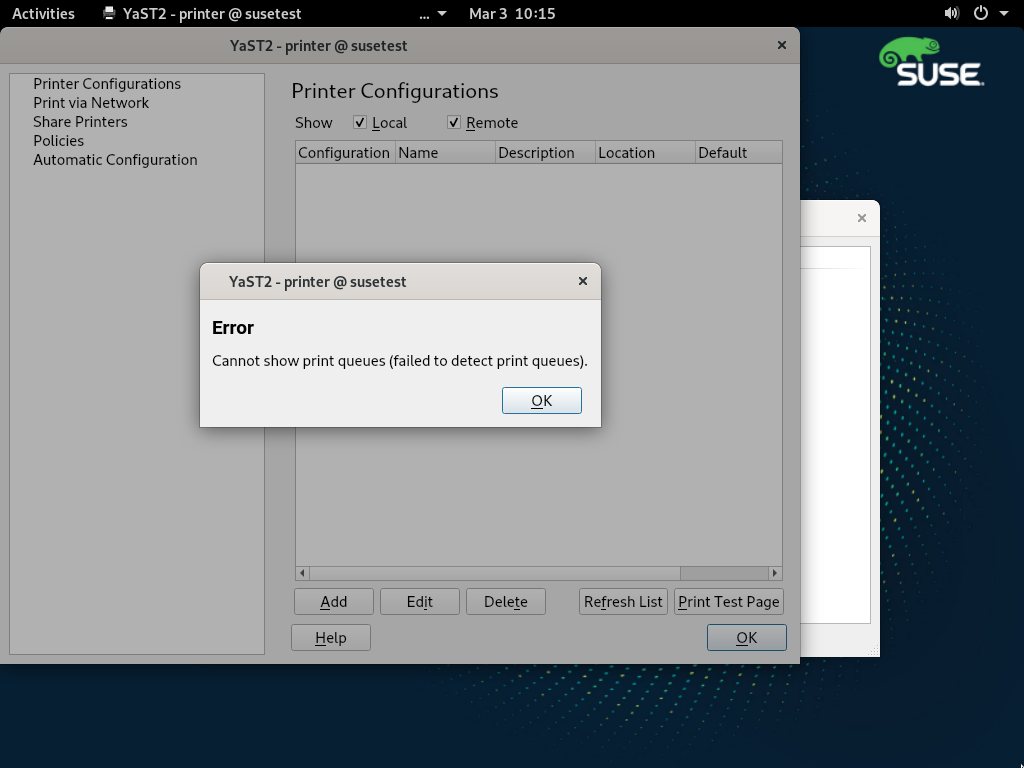 Activities YaST2 - printer @ susetest ... Mar 3 10:15
YaST2 - printer @ susetest
SUSE.
Printer Configurations
Print via Network
Share Printers
Policies
Automatic Configuration
Printer Configurations
Show Local Remote
Configuration Name Description Location Default
YaST2 - printer @ susetest
Error
Cannot show print queues (failed to detect print queues).
OK
Add Edit Delete Refresh List Print Test Page
Help OK